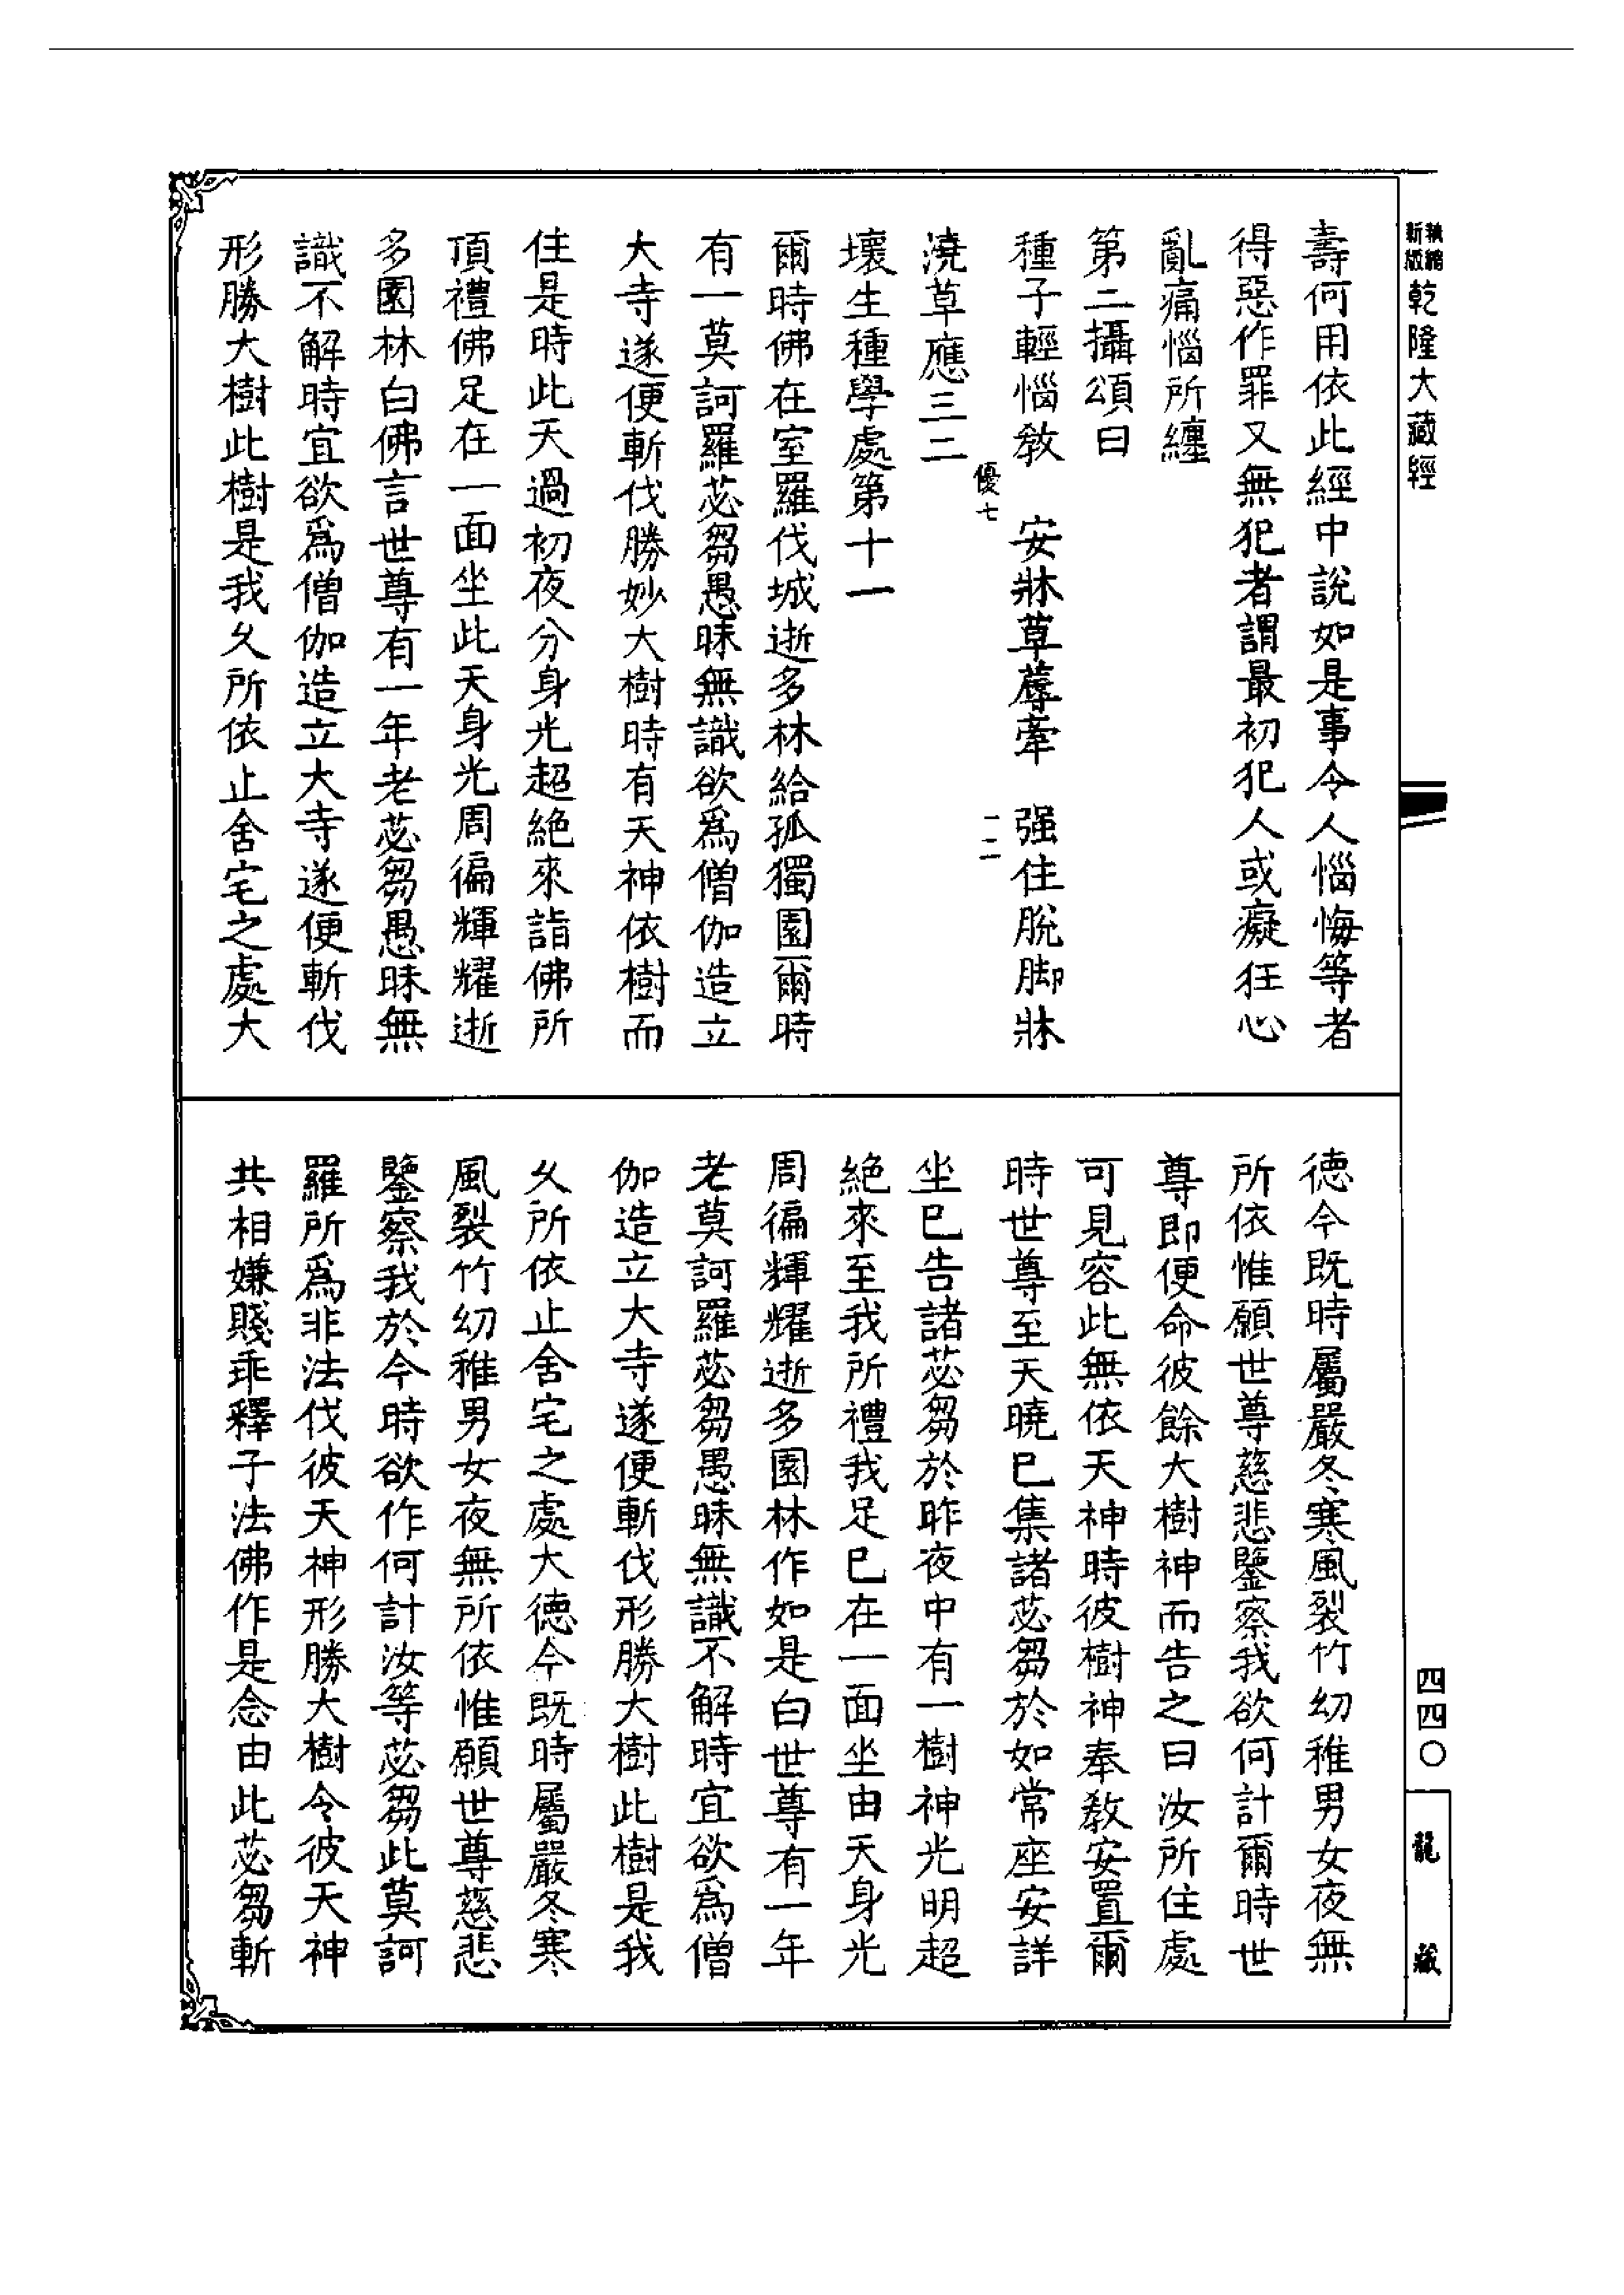 新編縮版乾隆大藏經
壽何用依此經中說如是事令人惱悔等者
得惡作罪又無犯者謂最初犯人或癡狂心
亂痛惱所纏
第二攝頌曰
種子輕惱敎　安牀草蓐牽　强住脫脚牀
優七　一二
澆草應三二
壞生種學處第十一
爾時佛在室羅伐城逝多林給孤獨園爾時
有一莫訶羅苾芻愚昧無識欲爲僧伽造立
大寺遂便斬伐勝妙大樹時有天神依樹而
住是時此天過初夜分身光超絶來詣佛所
頂禮佛足在一面坐此天身光周徧輝耀逝
多園林白佛言世尊有一年老苾芻愚昧無
識不解時宜欲爲僧伽造立大寺遂便斬伐
形勝大樹此樹是我久所依止舍宅之處大
德今旣時屬嚴冬寒風裂竹幼稚男女夜無
所依惟願世尊慈悲鑒察我欲何計爾時世
尊即便命彼餘大樹神而告之曰汝所住處
可見容此無依天神時彼樹神奉敎安置爾
時世尊至天曉已集諸苾芻於如常座安詳
坐已告諸苾芻於昨夜中有一樹神光明超
絶來至我所禮我足已在一面坐由天身光
周徧輝耀逝多園林作如是白世尊有一年
老莫訶羅苾芻愚昧無識不解時宜欲爲僧
伽造立大寺遂便斬伐形勝大樹此樹是我
久所依止舍宅之處大德今旣時屬嚴冬寒
風裂竹幼稚男女夜無所依惟願世尊慈悲
鑒察我於今時欲作何計汝等苾芻此莫訶
羅所爲非法伐彼天神形勝大樹令彼天神
共相嫌賤乖釋子法佛作是念由此苾芻斬
四四〇
龍藏